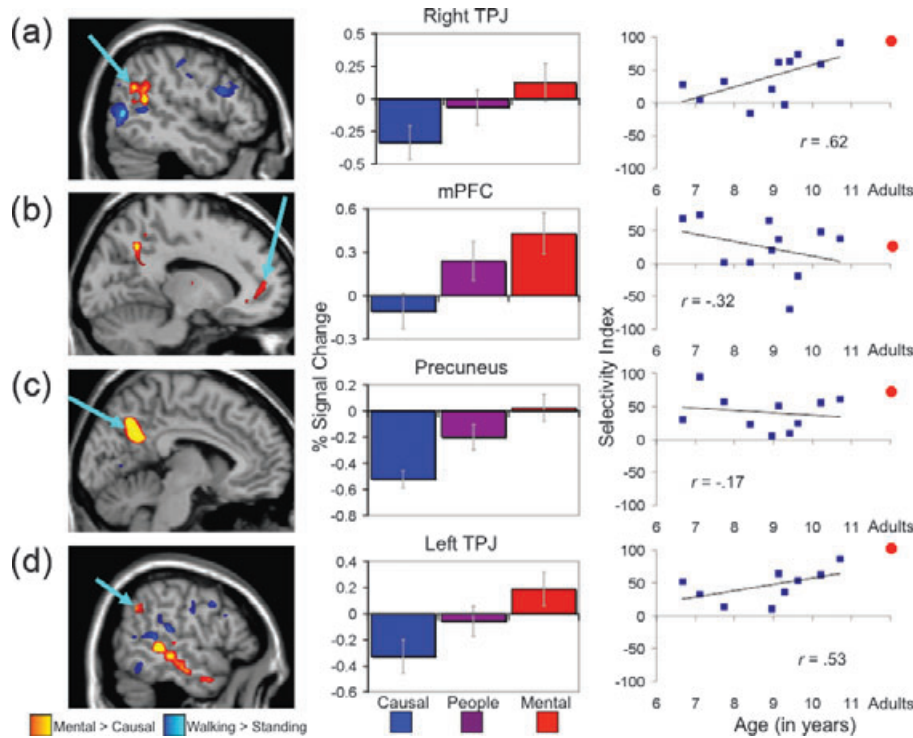 (a)
Right TPJ
0.5
0.25
0
-0.25
-0.5
100
50
0
-50
-100
r = .62
6 7 8 9 10 11 Adults
(b)
mPFC
0.6
0.3
0
-0.3
100
50
0
-50
-100
r = -.32
6 7 8 9 10 11 Adults
(c)
Precuneus
0.2
0
-0.2
-0.4
-0.6
-0.8
% Signal Change
100
50
0
-50
-100
r = -.17
Selectivity Index
6 7 8 9 10 11 Adults
(d)
Left TPJ
0.4
0.2
0
-0.2
-0.4
-0.6
100
50
0
-50
-100
r = .53
6 7 8 9 10 11 Adults
Age (in years)
Mental > Causal
Walking > Standing
Causal People Mental